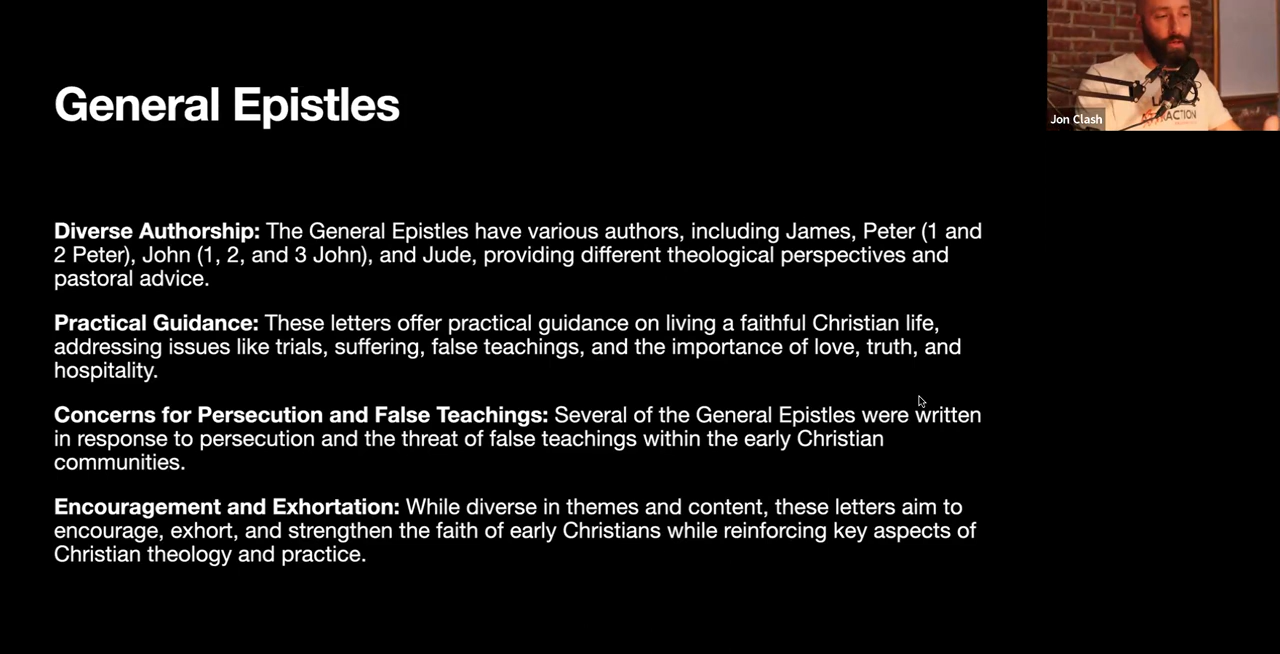 General Epistles
Diverse Authorship: The General Epistles have various authors, including James, Peter (1 and
2 Peter), John (1, 2, and 3 John), and Jude, providing different theological perspectives and
pastoral advice.
Practical Guidance: These letters offer practical guidance on living a faithful Christian life,
addressing issues like trials, suffering, false teachings, and the importance of love, truth, and
hospitality.
Concerns for Persecution and False Teachings: Several of the General Epistles were written
in response to persecution and the threat of false teachings within the early Christian
communities.
Encouragement and Exhortation: While diverse in themes and content, these letters aim to
encourage, exhort, and strengthen the faith of early Christians while reinforcing key aspects of
Christian theology and practice.
Jon Clash